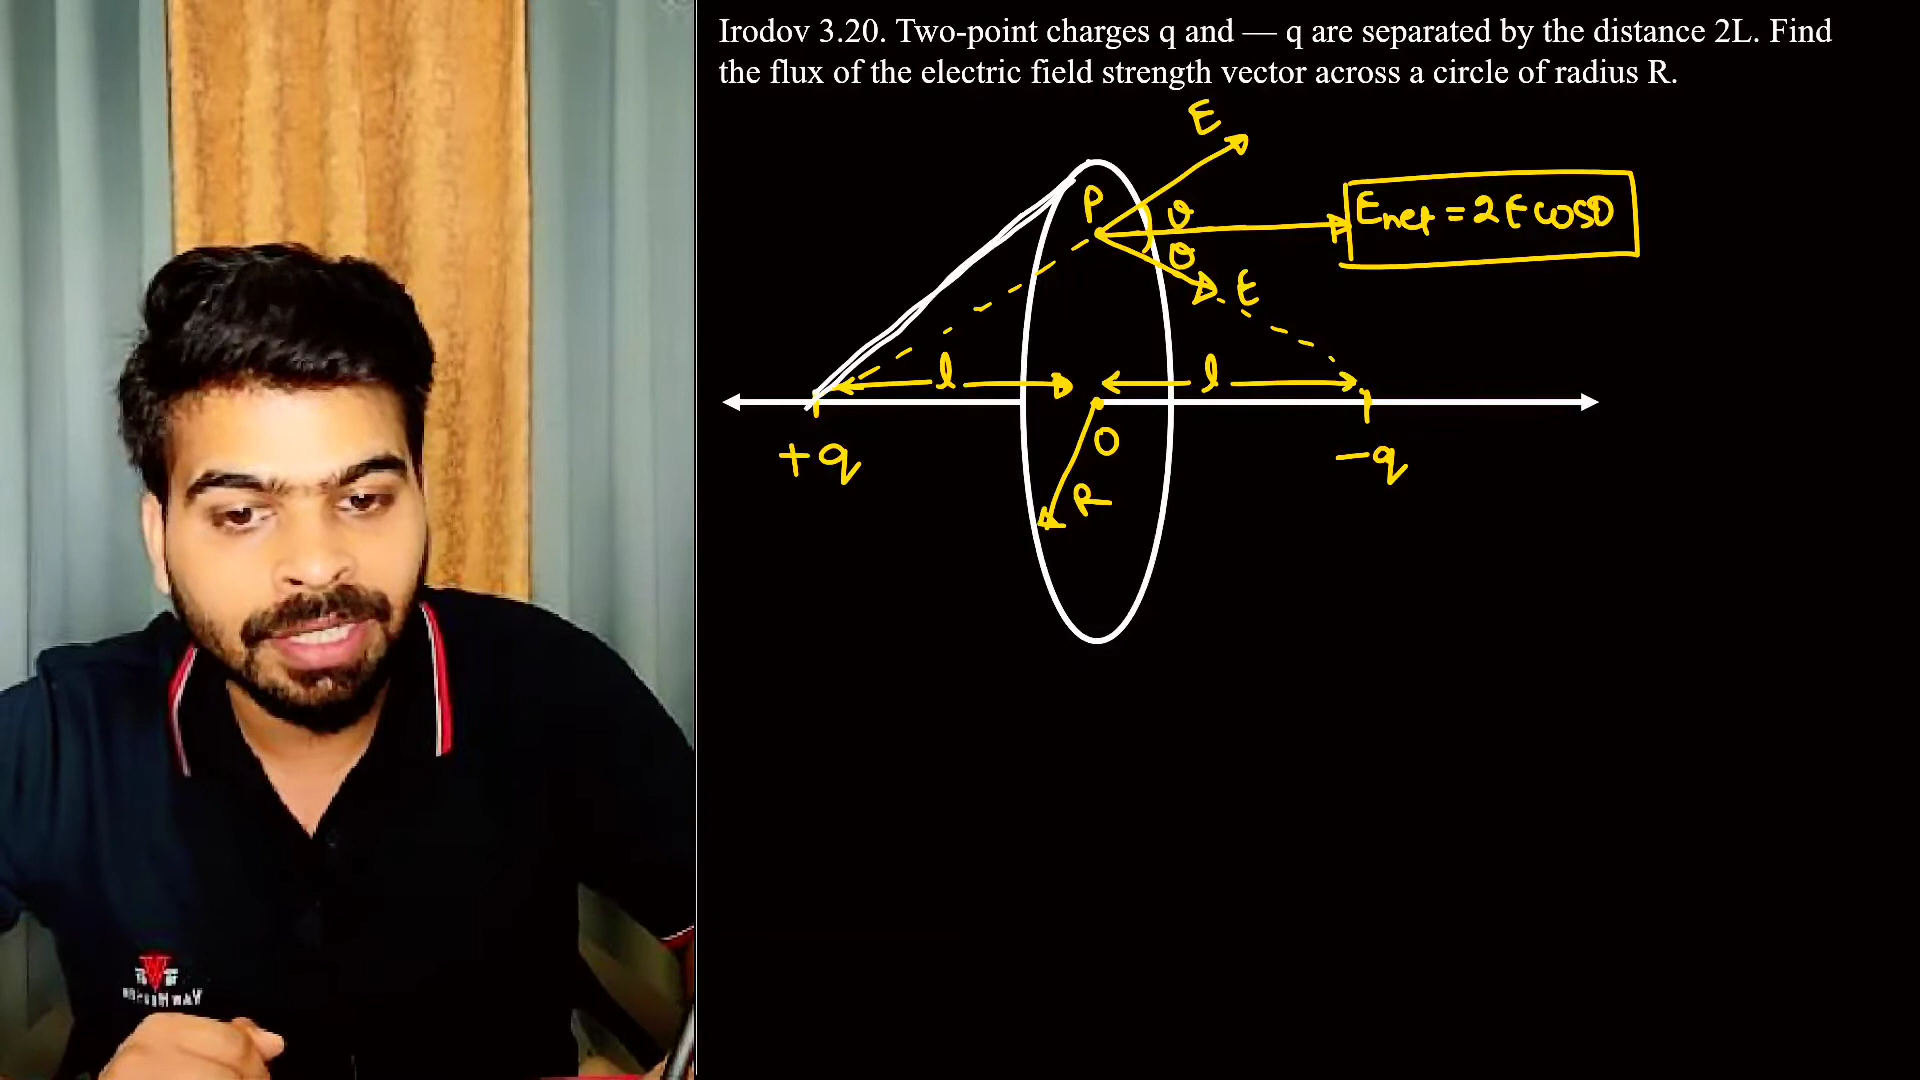 Irodov 3.20. Two-point charges q and — q are separated by the distance 2L. Find
the flux of the electric field strength vector across a circle of radius R.
E
P
θ
Enet = 2E cosθ
θ
E
l
l
+q
O
-q
R